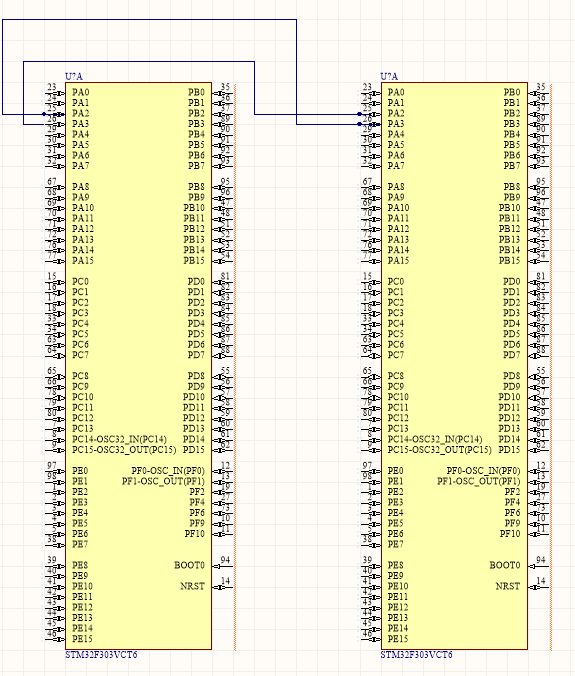 U?A
23 PA0 PB0 35
24 PA1 PB1 36
25 PA2 PB2
26 PA3 PB3
29 PA4 PB4 90
30 PA5 PB5 91
31 PA6 PB6 92
32 PA7 PB7 93
67 PA8 PB8 95
68 PA9 PB9 96
69 PA10 PB10 47
70 PA11 PB11 48
71 PA12 PB12 51
72 PA13 PB13 52
76 PA14 PB14 53
77 PA15 PB15 54
15 PC0 PD0 81
16 PC1 PD1 82
17 PC2 PD2 83
18 PC3 PD3 84
33 PC4 PD4 85
34 PC5 PD5 86
63 PC6 PD6 87
64 PC7 PD7 88
65 PC8 PD8 55
66 PC9 PD9 56
78 PC10 PD10 57
79 PC11 PD11 58
80 PC12 PD12 59
7 PC13 PD13 60
8 PC14-OSC32_IN(PC14) PD14 61
9 PC15-OSC32_OUT(PC15) PD15 62
97 PE0 PF0-OSC_IN(PF0) 12
98 PE1 PF1-OSC_OUT(PF1) 13
1 PE2 PF2 19
2 PE3 PF4 27
3 PE4 PF6 73
4 PE5 PF9 10
5 PE6 PF10 11
38 PE7
39 PE8 BOOT0 94
40 PE9
41 PE10 NRST 14
42 PE11
43 PE12
44 PE13
45 PE14
46 PE15
STM32F303VCT6
U?A
23 PA0 PB0 35
24 PA1 PB1 36
25 PA2 PB2
26 PA3 PB3
29 PA4 PB4 90
30 PA5 PB5 91
31 PA6 PB6 92
32 PA7 PB7 93
67 PA8 PB8 95
68 PA9 PB9 96
69 PA10 PB10 47
70 PA11 PB11 48
71 PA12 PB12 51
72 PA13 PB13 52
76 PA14 PB14 53
77 PA15 PB15 54
15 PC0 PD0 81
16 PC1 PD1 82
17 PC2 PD2 83
18 PC3 PD3 84
33 PC4 PD4 85
34 PC5 PD5 86
63 PC6 PD6 87
64 PC7 PD7 88
65 PC8 PD8 55
66 PC9 PD9 56
78 PC10 PD10 57
79 PC11 PD11 58
80 PC12 PD12 59
7 PC13 PD13 60
8 PC14-OSC32_IN(PC14) PD14 61
9 PC15-OSC32_OUT(PC15) PD15 62
97 PE0 PF0-OSC_IN(PF0) 12
98 PE1 PF1-OSC_OUT(PF1) 13
1 PE2 PF2 19
2 PE3 PF4 27
3 PE4 PF6 73
4 PE5 PF9 10
5 PE6 PF10 11
38 PE7
39 PE8 BOOT0 94
40 PE9
41 PE10 NRST 14
42 PE11
43 PE12
44 PE13
45 PE14
46 PE15
STM32F303VCT6